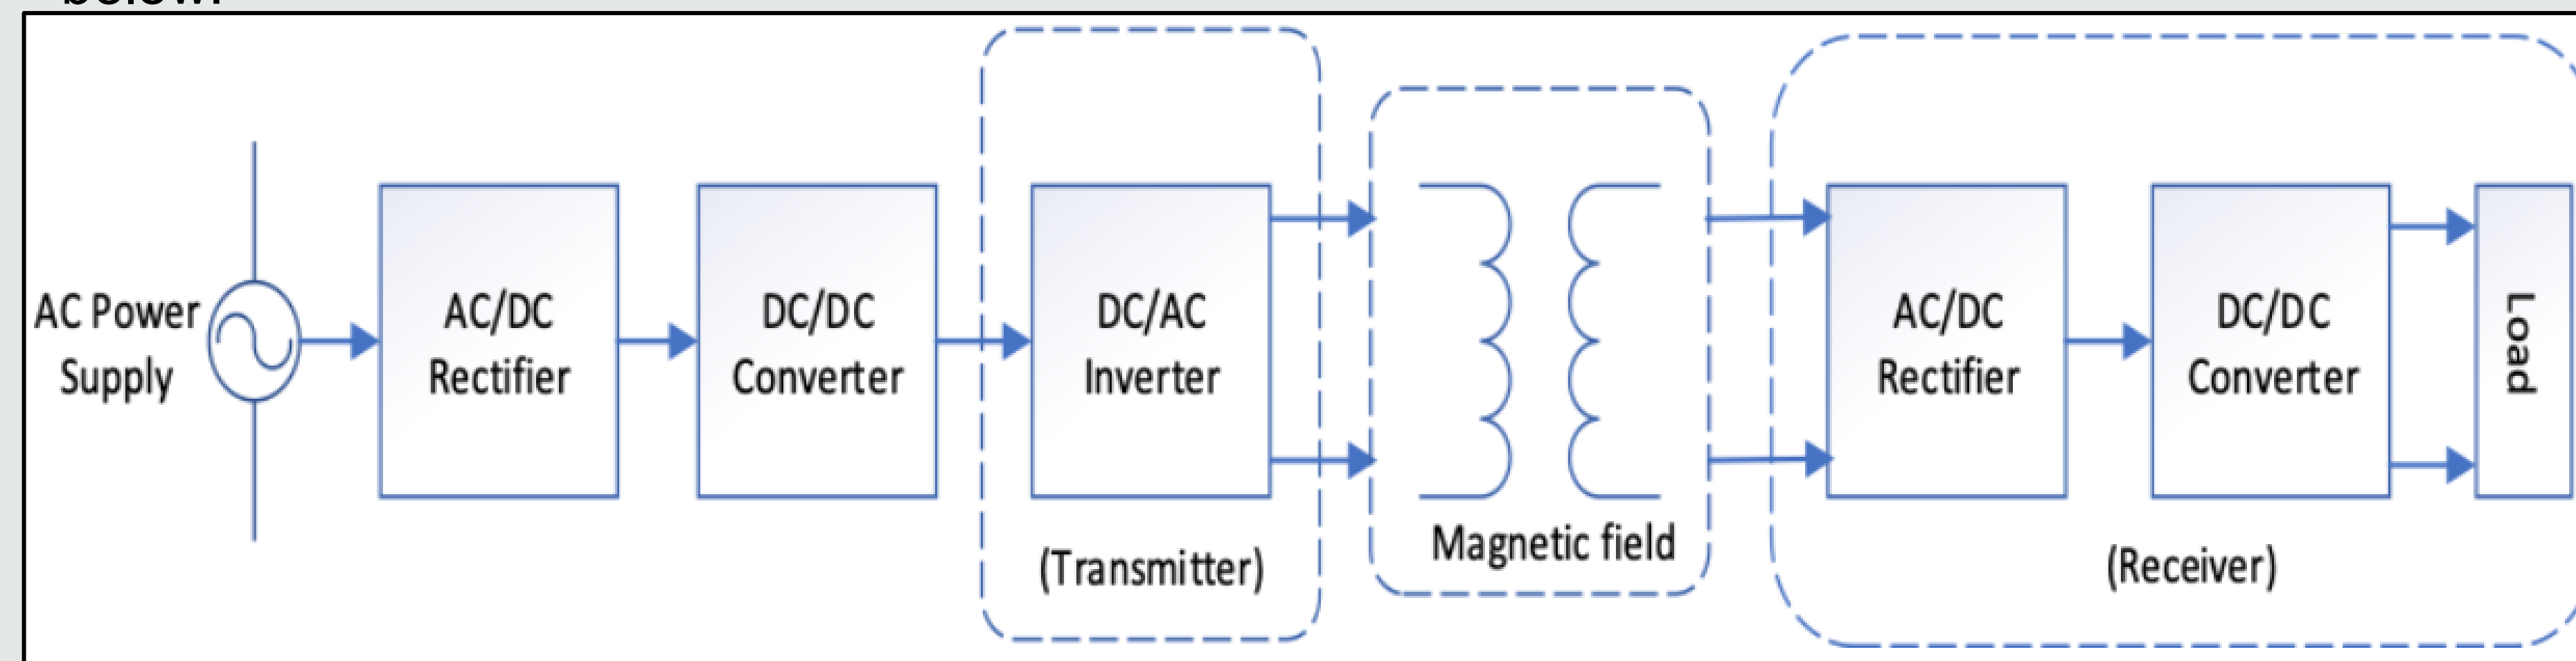 below:
AC Power
Supply
AC/DC
Rectifier
DC/DC
Converter
DC/AC
Inverter
(Transmitter)
Magnetic field
AC/DC
Rectifier
DC/DC
Converter
(Receiver)
Load